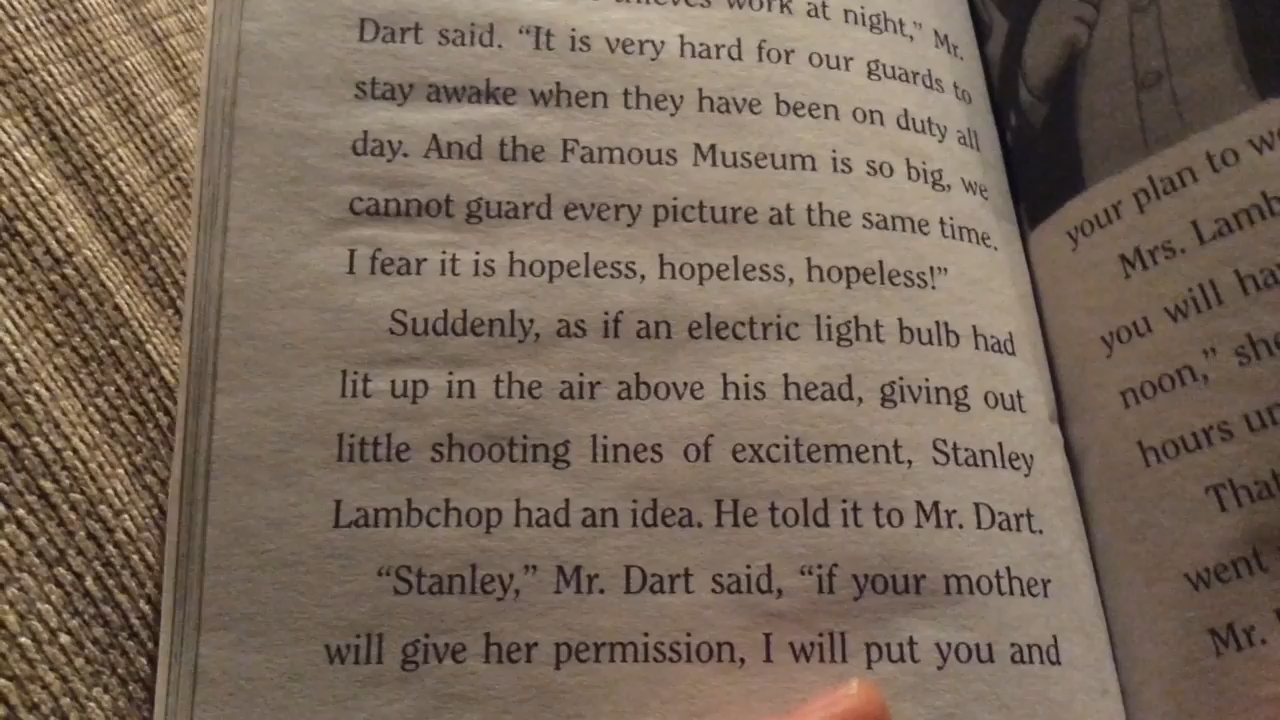 work at night,” Mr.
Dart said. “It is very hard for our guards to
stay awake when they have been on duty all
day. And the Famous Museum is so big, we
cannot guard every picture at the same time.
I fear it is hopeless, hopeless, hopeless!”
Suddenly, as if an electric light bulb had
lit up in the air above his head, giving out
little shooting lines of excitement, Stanley
Lambchop had an idea. He told it to Mr. Dart.
“Stanley,” Mr. Dart said, “if your mother
will give her permission, I will put you and
your plan to
Mrs.
you will
noon,”
hours
went
Mr.